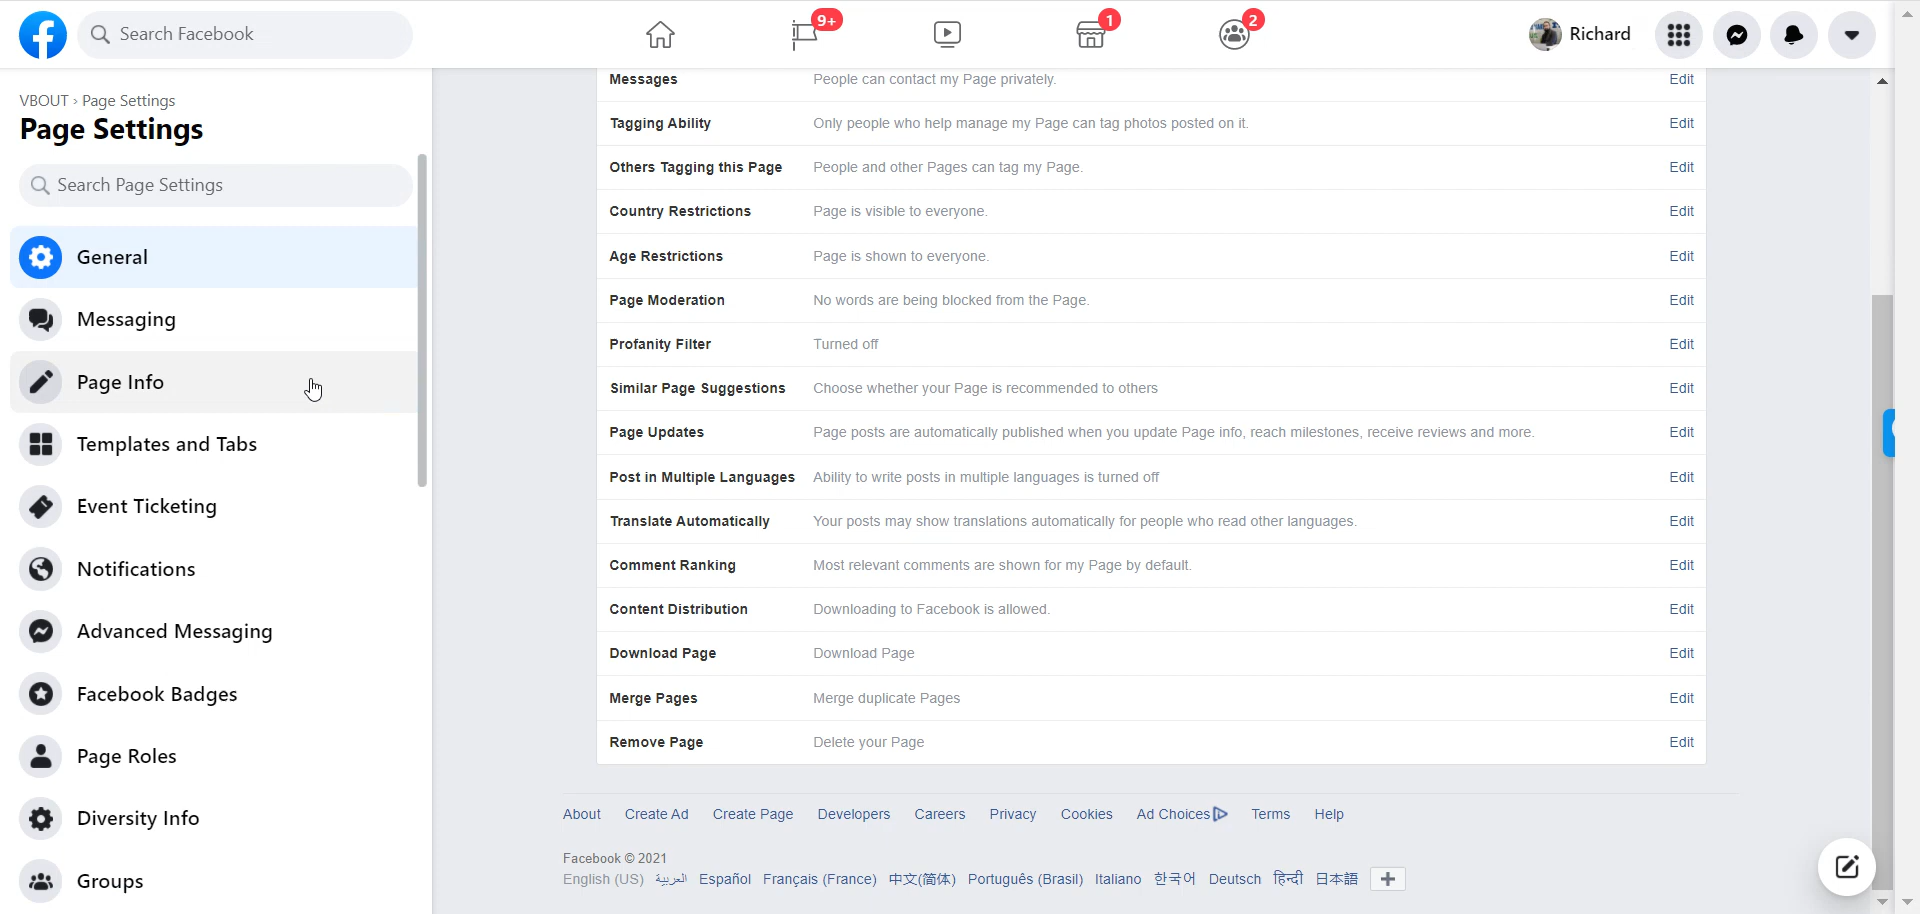 Search Facebook
9+
1
2
Richard
VBOUT › Page Settings
Page Settings
Search Page Settings
General
Messaging
Page Info
Templates and Tabs
Event Ticketing
Notifications
Advanced Messaging
Facebook Badges
Page Roles
Diversity Info
Groups
Messages People can contact my Page privately. Edit
Tagging Ability Only people who help manage my Page can tag photos posted on it. Edit
Others Tagging this Page People and other Pages can tag my Page. Edit
Country Restrictions Page is visible to everyone. Edit
Age Restrictions Page is shown to everyone. Edit
Page Moderation No words are being blocked from the Page. Edit
Profanity Filter Turned off Edit
Similar Page Suggestions Choose whether your Page is recommended to others Edit
Page Updates Page posts are automatically published when you update Page info, reach milestones, receive reviews and more. Edit
Post in Multiple Languages Ability to write posts in multiple languages is turned off Edit
Translate Automatically Your posts may show translations automatically for people who read other languages. Edit
Comment Ranking Most relevant comments are shown for my Page by default. Edit
Content Distribution Downloading to Facebook is allowed. Edit
Download Page Download Page Edit
Merge Pages Merge duplicate Pages Edit
Remove Page Delete your Page Edit
About Create Ad Create Page Developers Careers Privacy Cookies Ad Choices Terms Help
Facebook © 2021
English (US) العربية Español Français (France) 中文(简体) Português (Brasil) Italiano 한국어 Deutsch हिन्दी 日本語